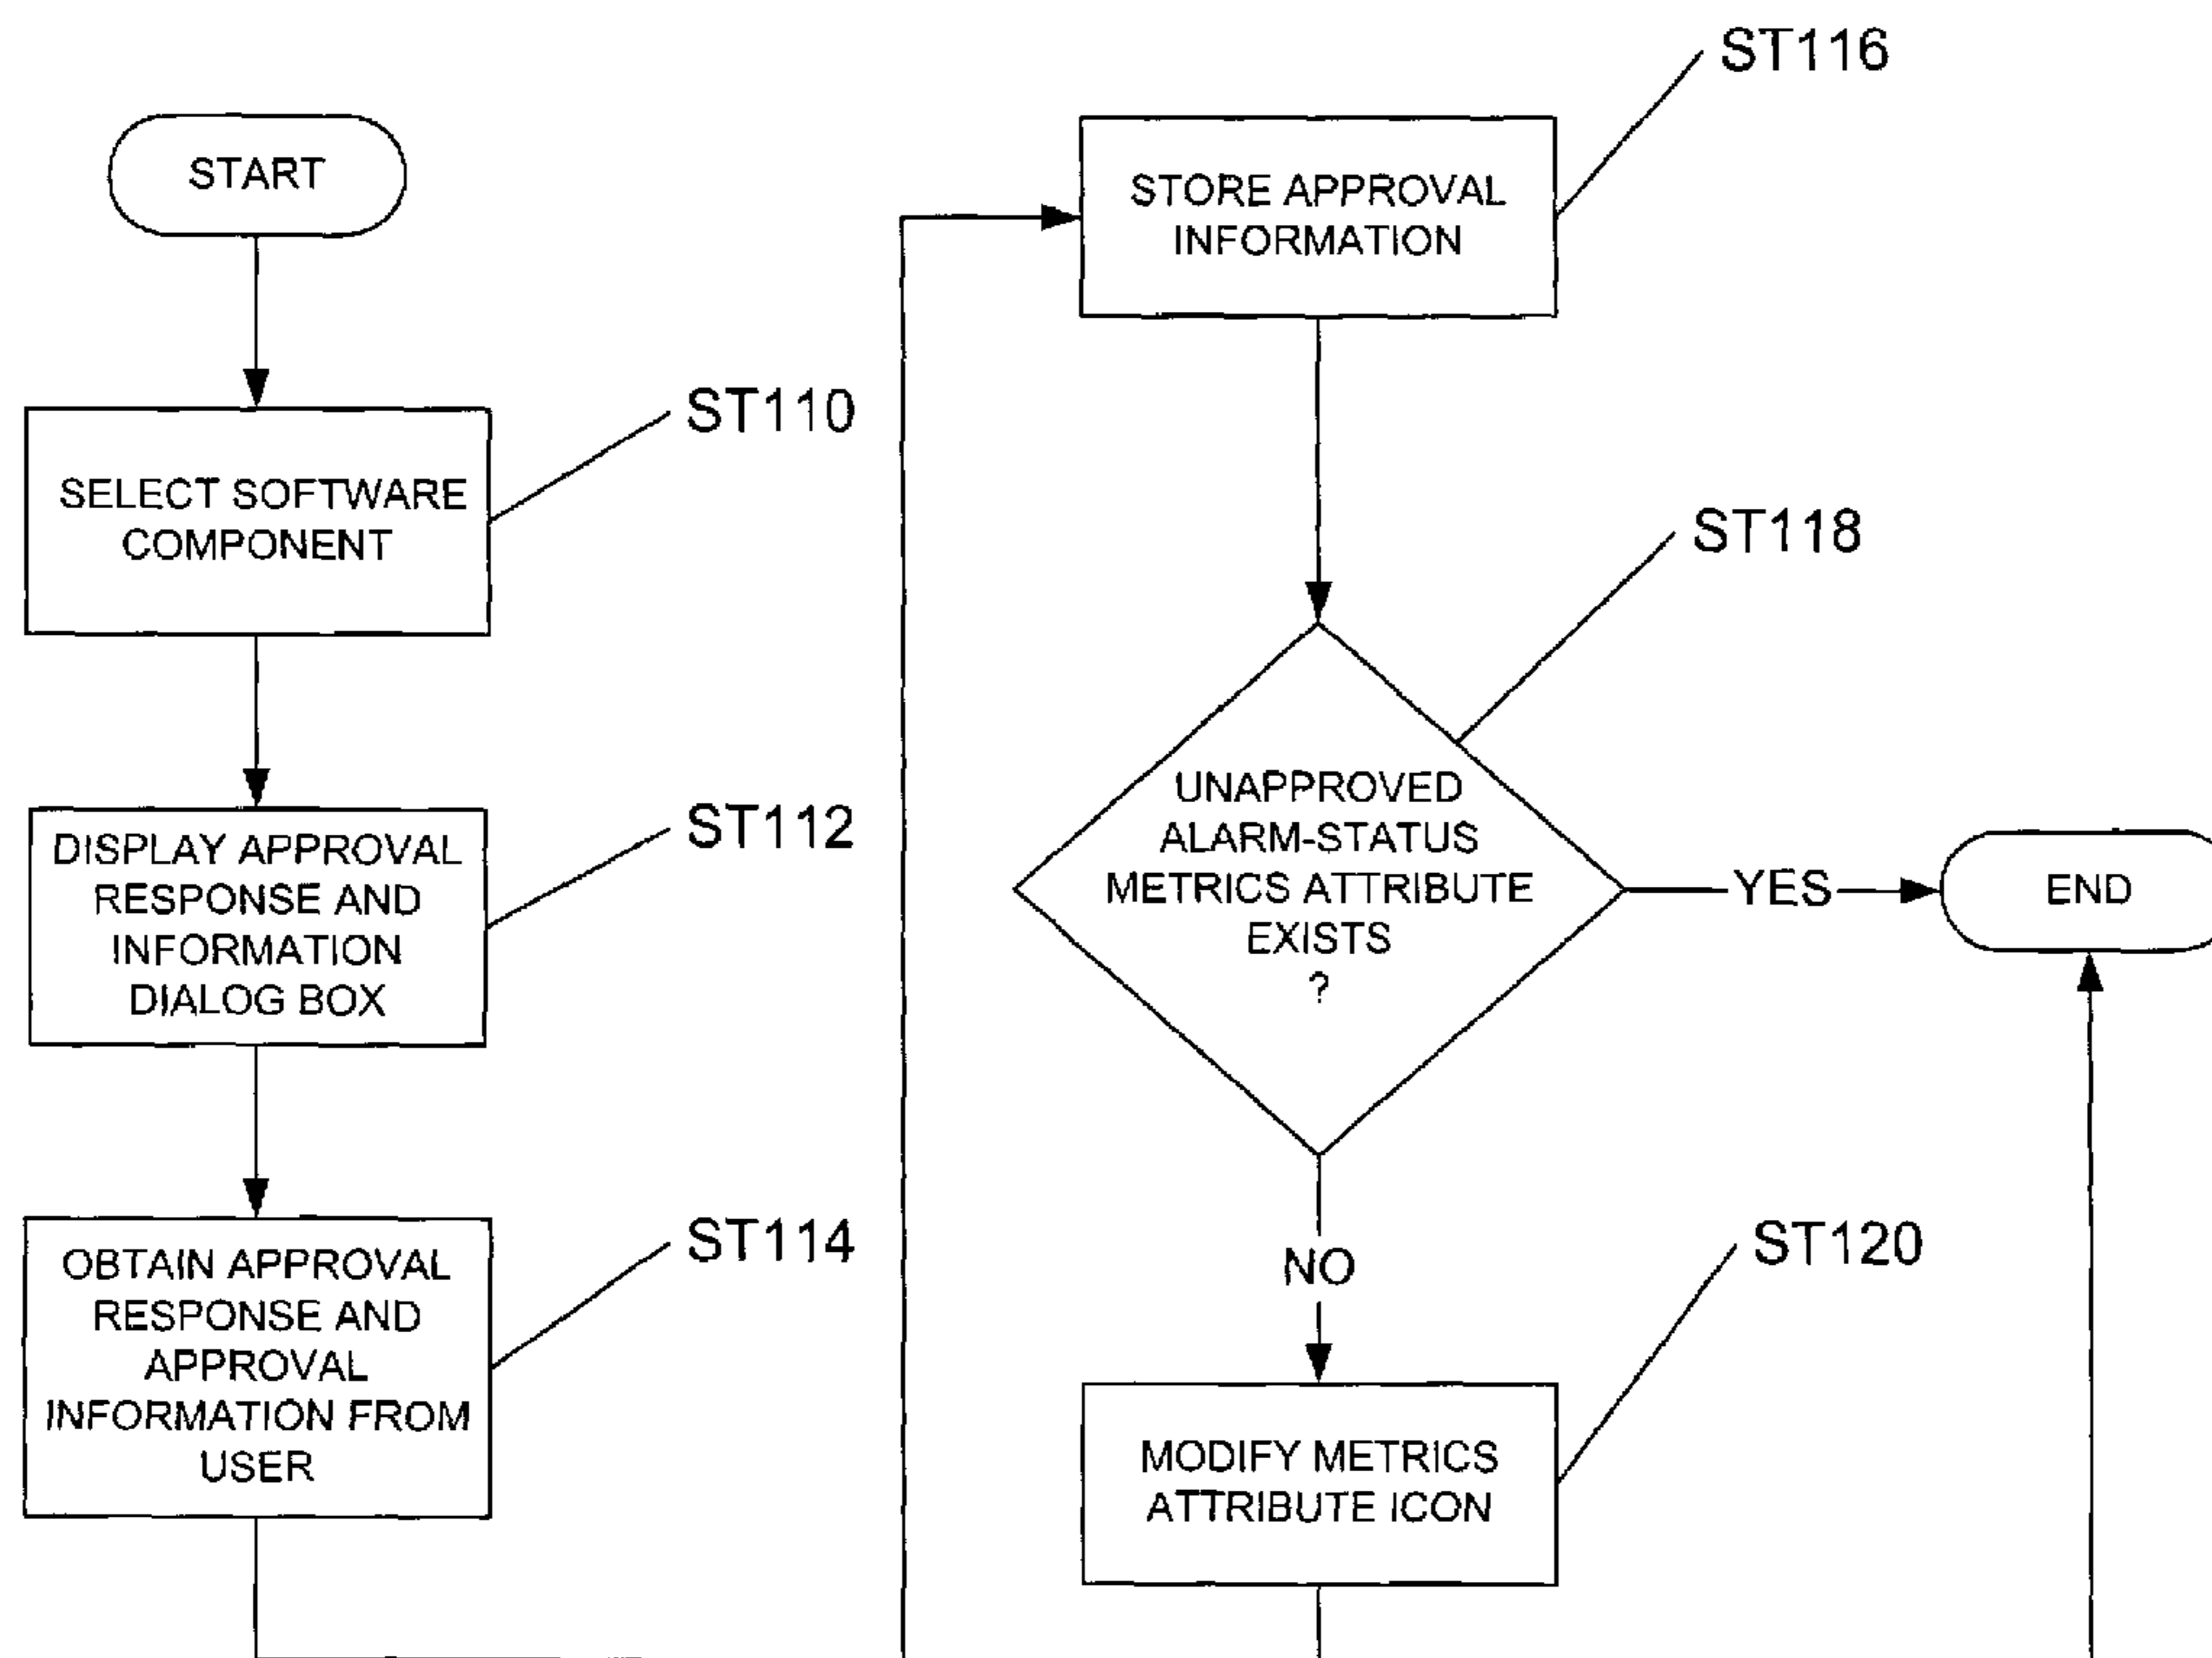 START
ST110
SELECT SOFTWARE
COMPONENT
ST112
DISPLAY APPROVAL
RESPONSE AND
INFORMATION
DIALOG BOX
ST114
OBTAIN APPROVAL
RESPONSE AND
APPROVAL
INFORMATION FROM
USER
ST116
STORE APPROVAL
INFORMATION
ST118
UNAPPROVED
ALARM-STATUS
METRICS ATTRIBUTE
EXISTS
?
YES
END
NO
ST120
MODIFY METRICS
ATTRIBUTE ICON